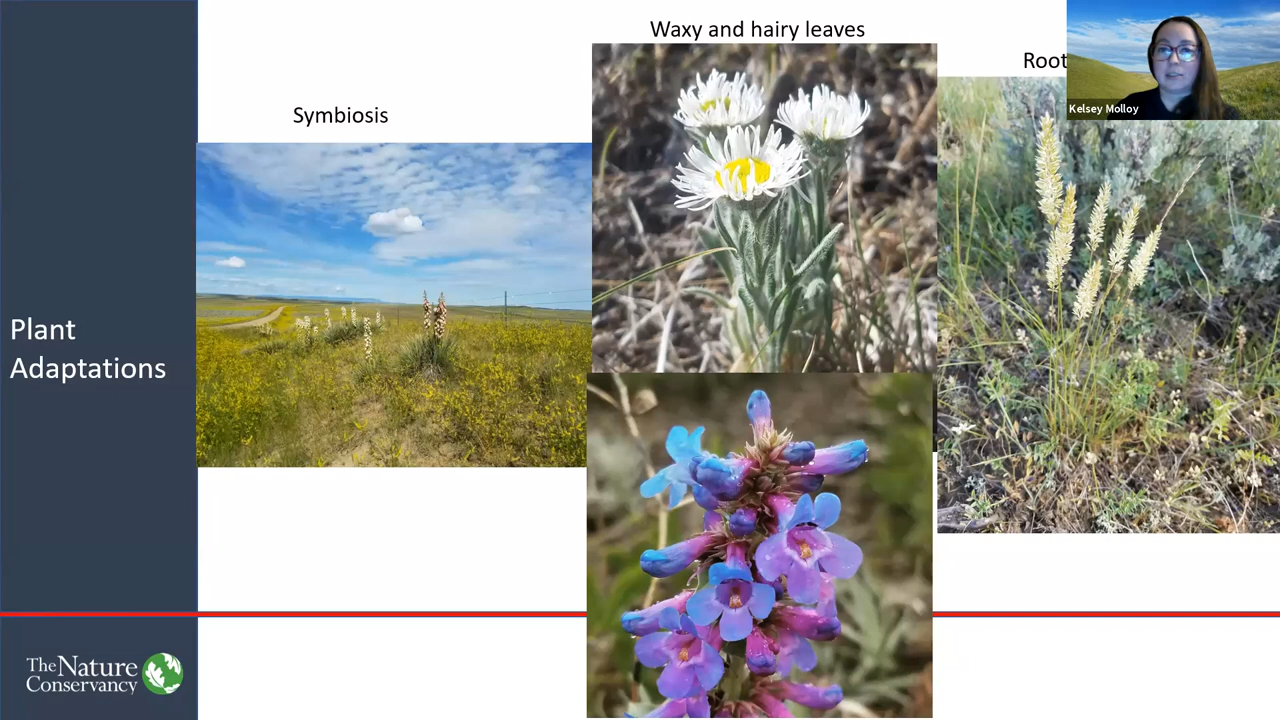 Waxy and hairy leaves
Root
Kelsey Molloy
Symbiosis
Plant
Adaptations
The Nature
Conservancy